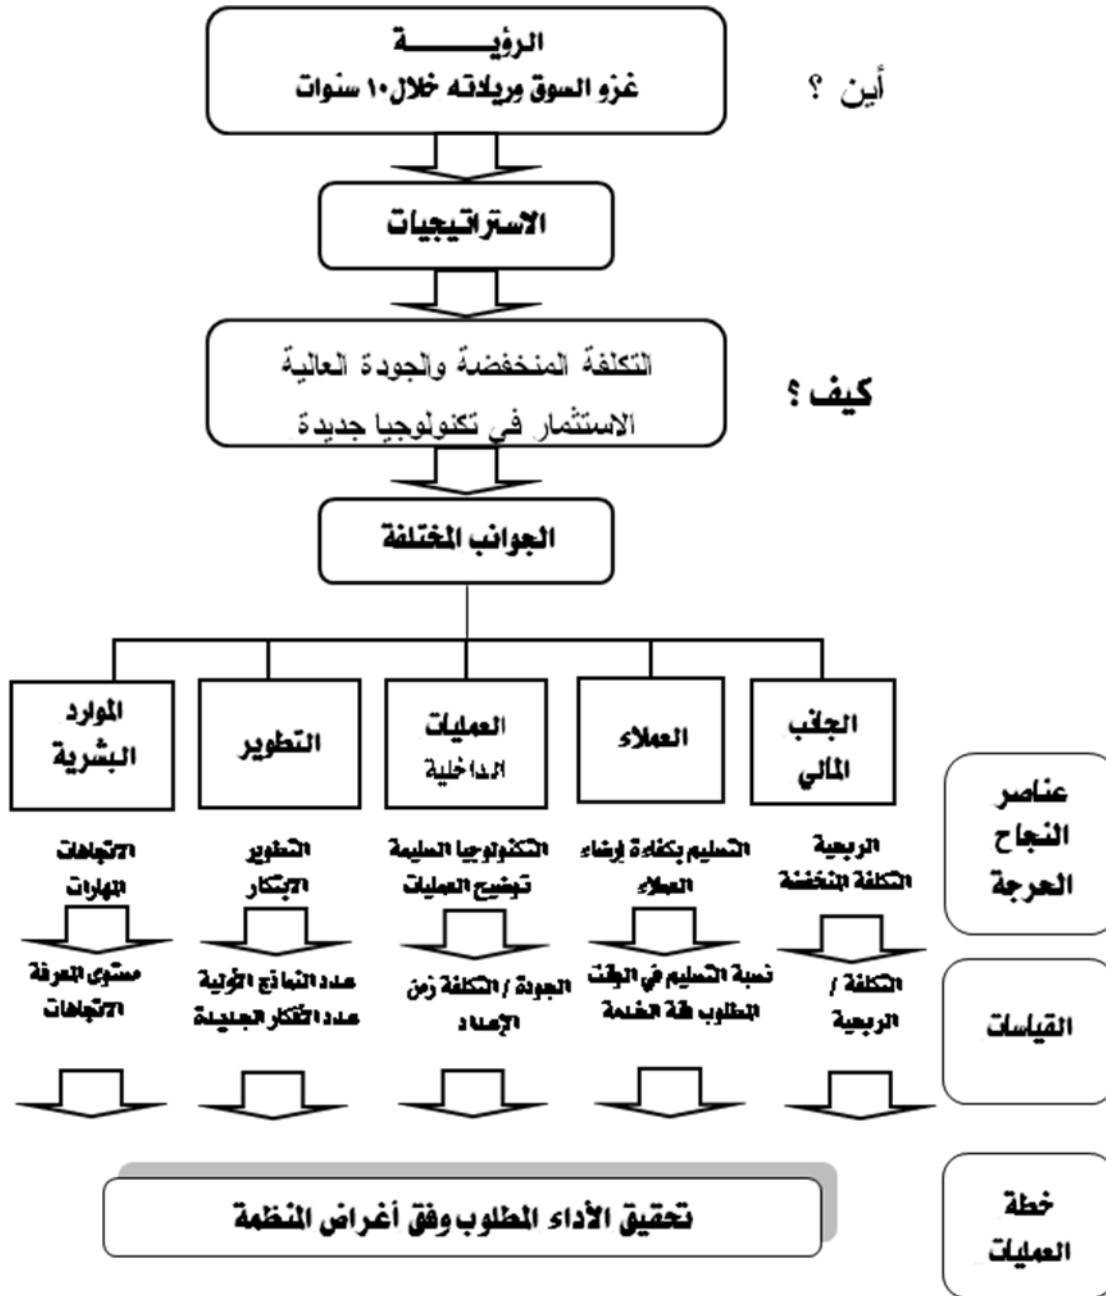 الرؤيــــــة
غزو السوق وريادته خلال ١٠ سنوات
أين ؟
الاستراتيجيات
التكلفة المنخفضة والجودة العالية
الاستثمار في تكنولوجيا جديدة
كيف ؟
الجوانب المختلفة
الجانب
المالي
العملاء
العمليات
الداخلية
التطوير
الموارد
البشرية
عناصر
النجاح
الحرجة
الربحية
التكلفة المنخفضة
التسليم بكفاءة إرضاء
العملاء
التكنولوجيا السليمة
توضيح العمليات
التطوير
الابتكار
الاتجاهات
المهارات
القياسات
التكلفة /
الربحية
نسبة التسليم في الوقت
المطلوب الخدمة
الجودة / التكلفة زمن
الإعداد
عدد النماذج الأولية
عدد الأفكار الجديدة
مستوى المعرفة
الاتجاهات
خطة
العمليات
تحقيق الأداء المطلوب وفق أغراض المنظمة